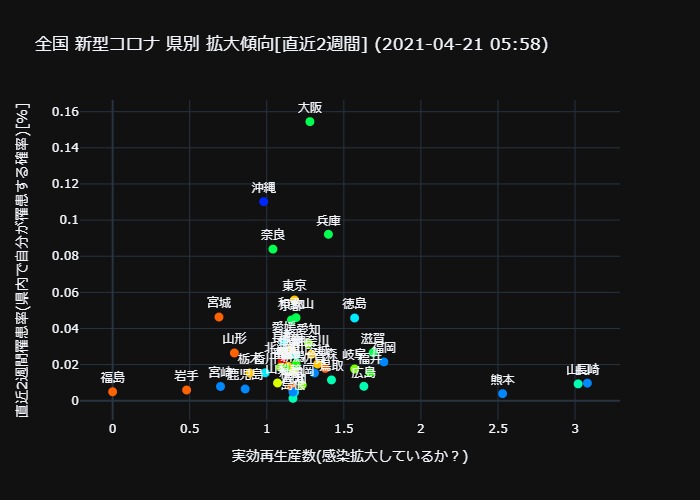 全国 新型コロナ 県別 拡大傾向[直近2週間] (2021-04-21 05:58)
直近2週間罹患率(県内で自分が罹患する確率)[%]
0.16
0.14
0.12
0.1
0.08
0.06
0.04
0.02
0
大阪
沖縄
兵庫
奈良
東京
宮城
徳島
愛媛
愛知
山形
滋賀
福岡
栃木
岐阜
福井
宮崎
鹿児島
広島
福島
岩手
熊本
長崎
0
0.5
1
1.5
2
2.5
3
実効再生産数(感染拡大しているか？)